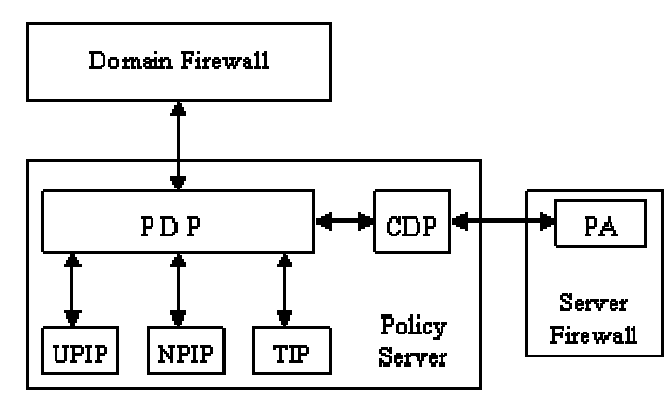 Domain Firewall
P D P
CDP
PA
UPIP
NPIP
TIP
Policy
Server
Server
Firewall